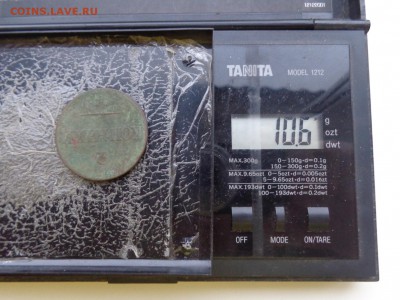 COINS.LAVE.RU
TANITA MODEL 1212
10.6 g
ozt
dwt
MAX.300g 0-150g-d=0.1g
150-300g-d=0.2g
MAX.9.65ozt 0-5ozt-d=0.005ozt
5-9.65ozt-d=0.01ozt
MAX.193dwt 0-100dwt-d=0.1dwt
100-193dwt-d=0.2dwt
OFF MODE ON/TARE